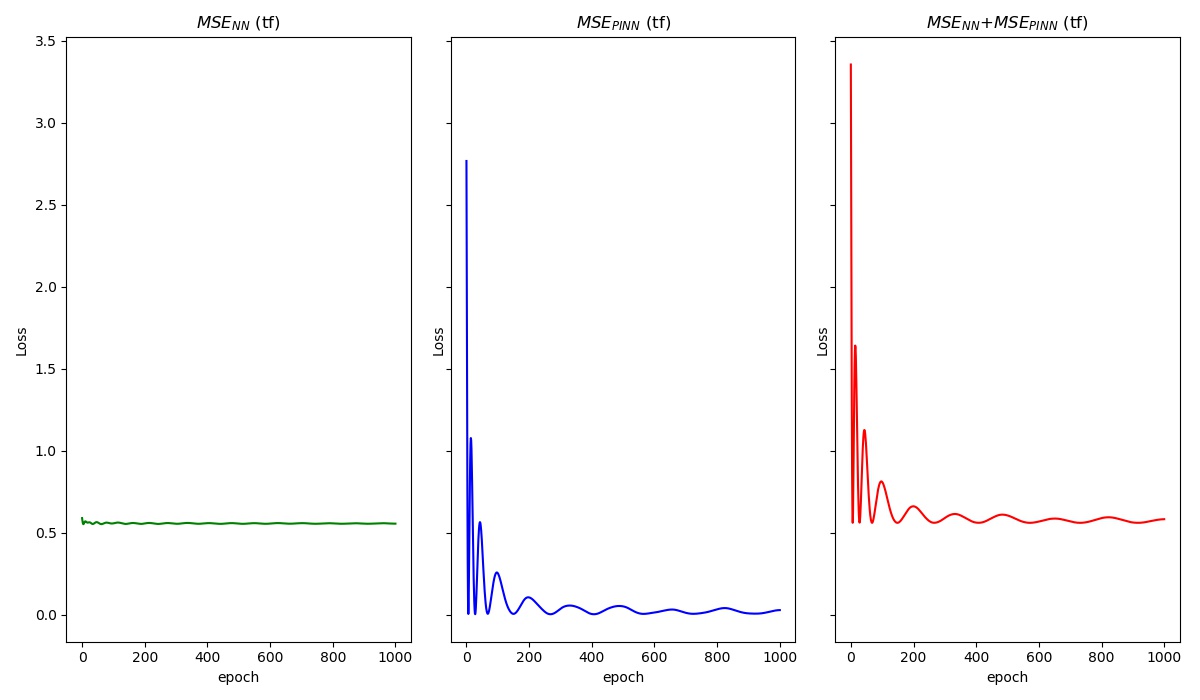 MSE_NN (tf)
MSE_PINN (tf)
MSE_NN+MSE_PINN (tf)
3.5
3.0
2.5
2.0
1.5
1.0
0.5
0.0
Loss
Loss
Loss
0 200 400 600 800 1000
0 200 400 600 800 1000
0 200 400 600 800 1000
epoch
epoch
epoch